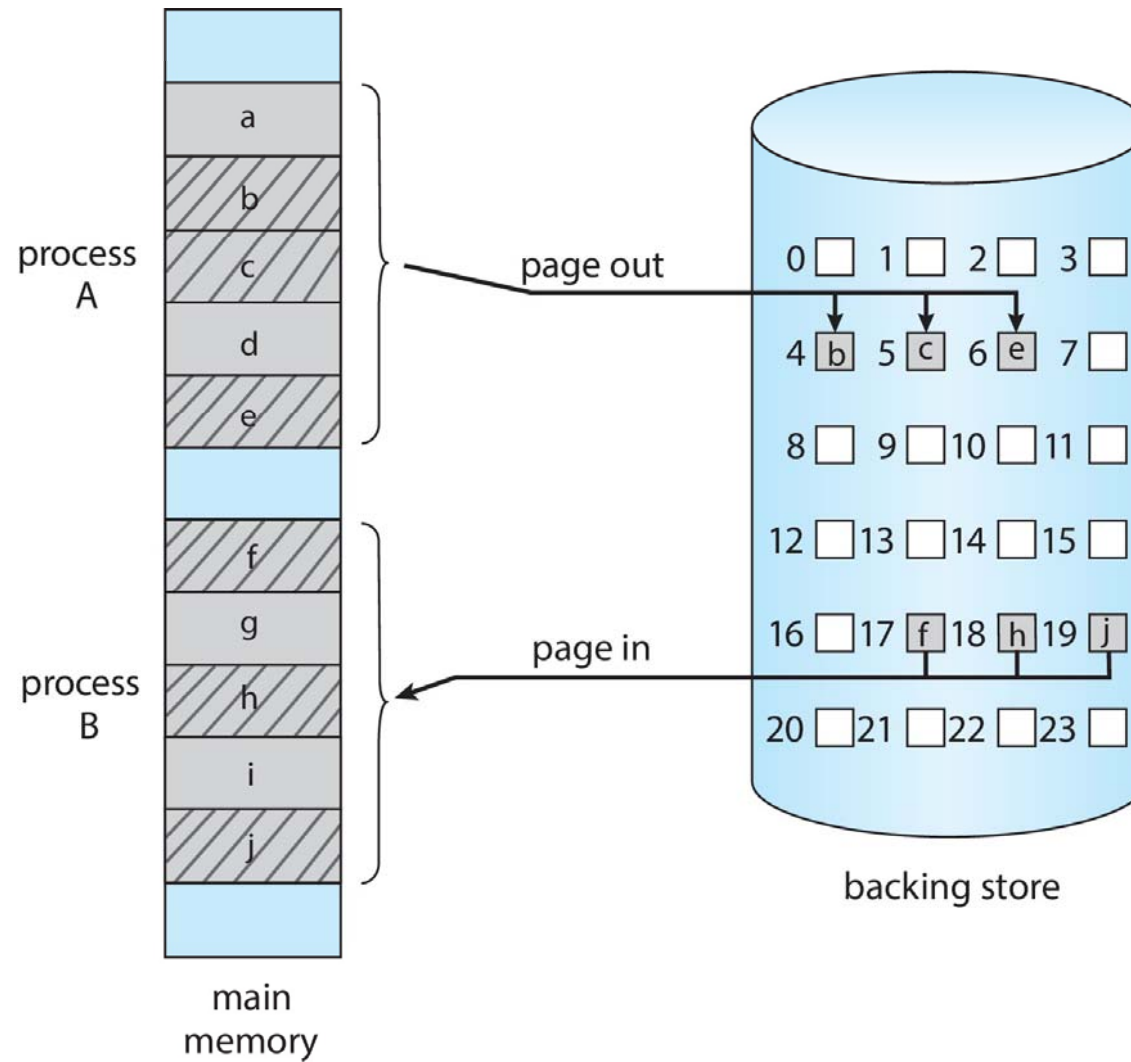 a
b
c
d
e
process
A
page out
0 1 2 3
4 b 5 c 6 e 7
8 9 10 11
12 13 14 15
f
g
h
i
j
process
B
page in
16 17 f 18 h 19 j
20 21 22 23
backing store
main
memory